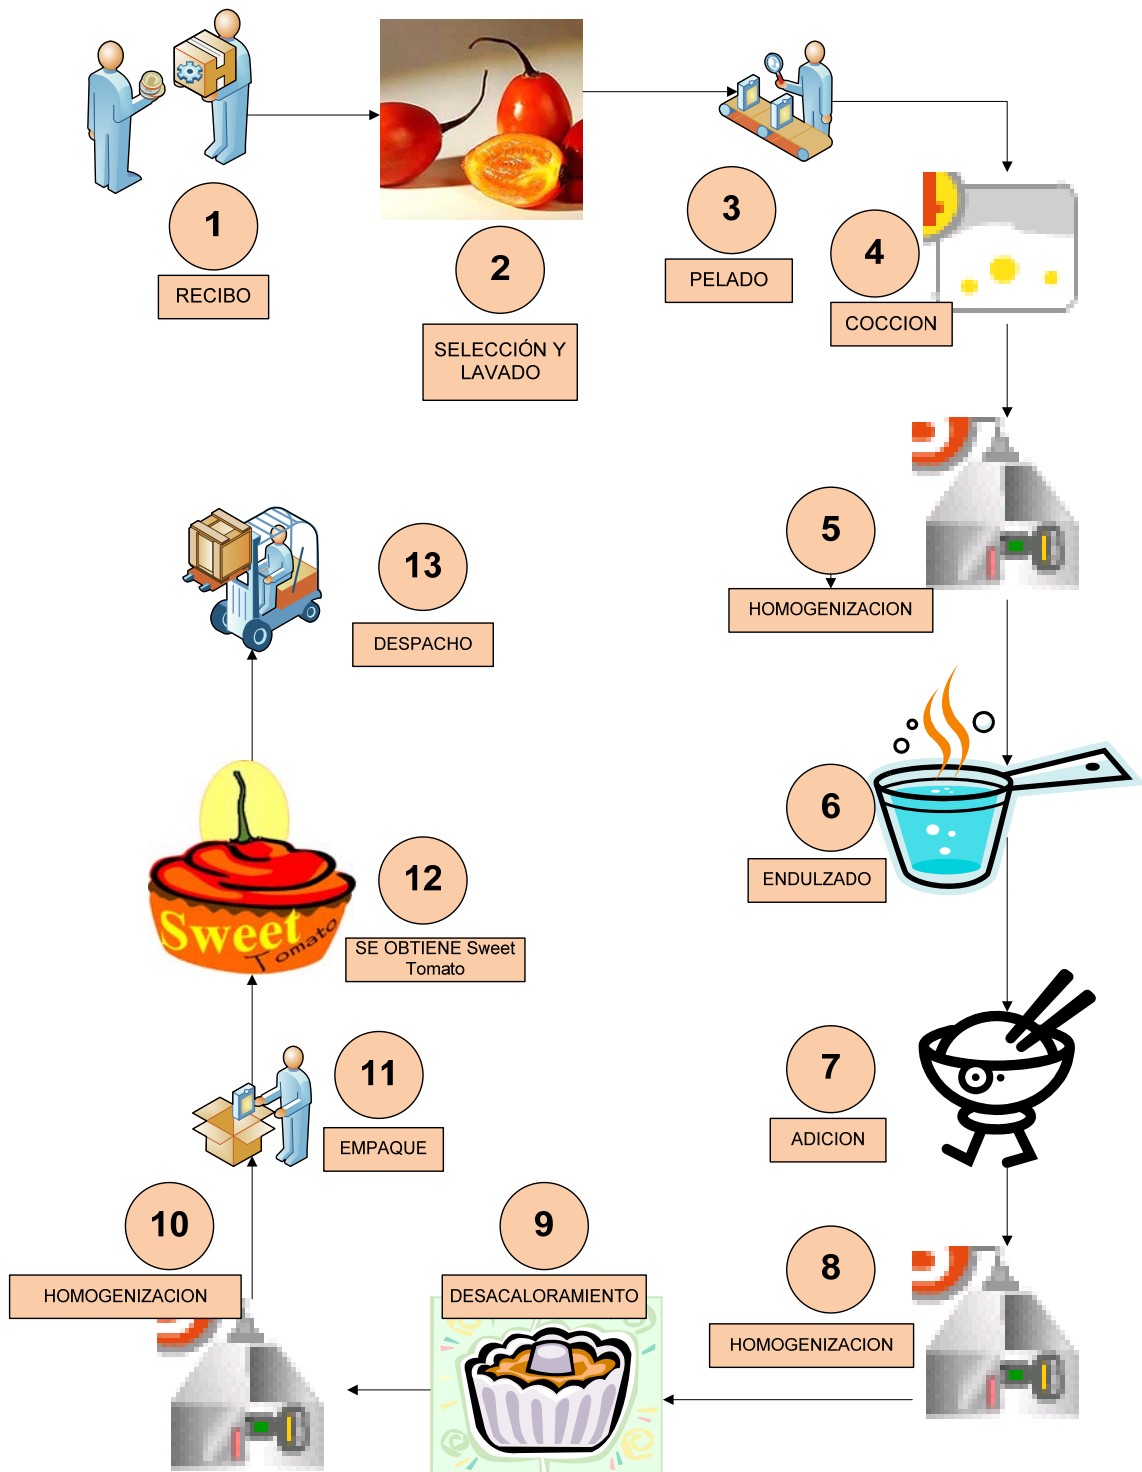 1
RECIBO
2
SELECCIÓN Y
LAVADO
3
PELADO
4
COCCION
5
HOMOGENIZACION
6
ENDULZADO
7
ADICION
8
HOMOGENIZACION
9
DESACALORAMIENTO
10
HOMOGENIZACION
11
EMPAQUE
12
SE OBTIENE Sweet
Tomato
Sweet
Tomato
13
DESPACHO